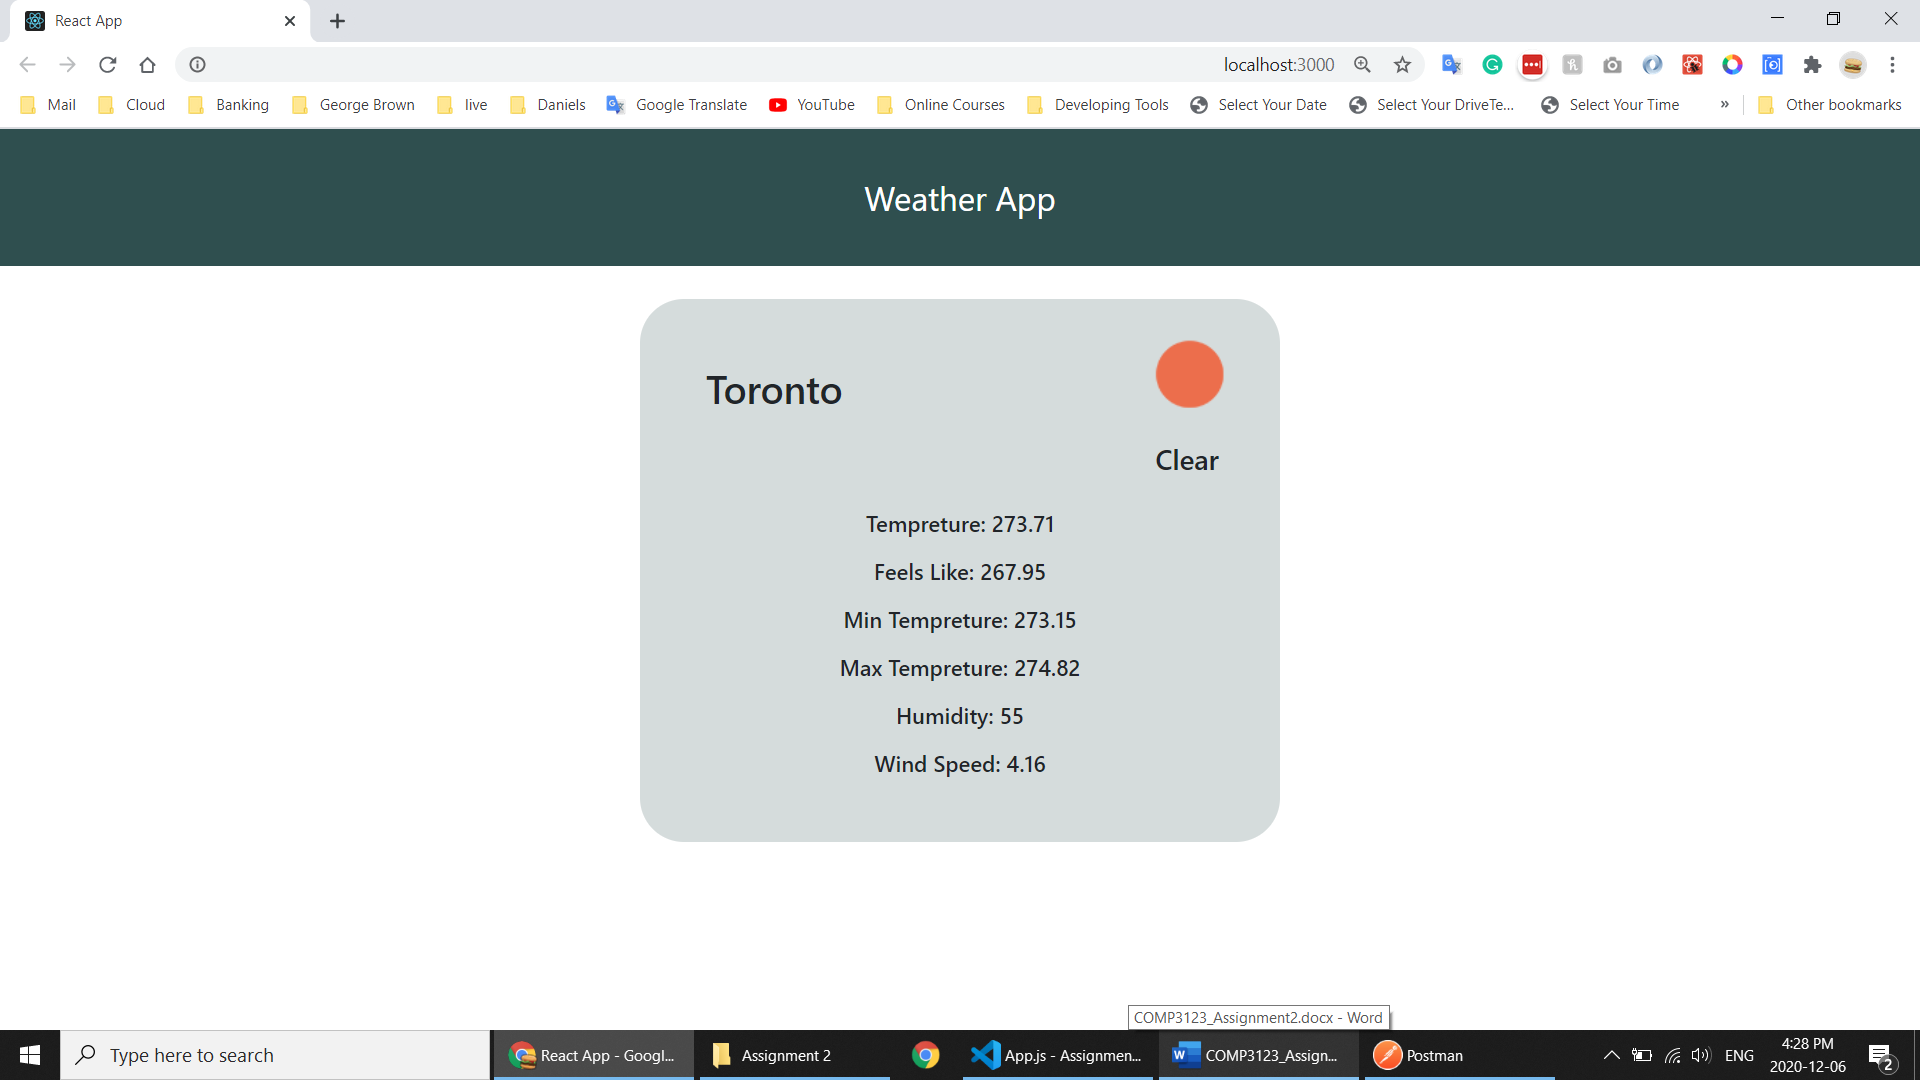 React App
localhost:3000
Mail Cloud Banking George Brown live Daniels Google Translate YouTube Online Courses Developing Tools Select Your Date Select Your DriveTe... Select Your Time » Other bookmarks
Weather App
Toronto
Clear
Tempreture: 273.71
Feels Like: 267.95
Min Tempreture: 273.15
Max Tempreture: 274.82
Humidity: 55
Wind Speed: 4.16
COMP3123_Assignment2.docx - Word
Type here to search
React App - Googl...
Assignment 2
App.js - Assignmen...
COMP3123_Assign...
Postman
ENG
4:28 PM
2020-12-06
2